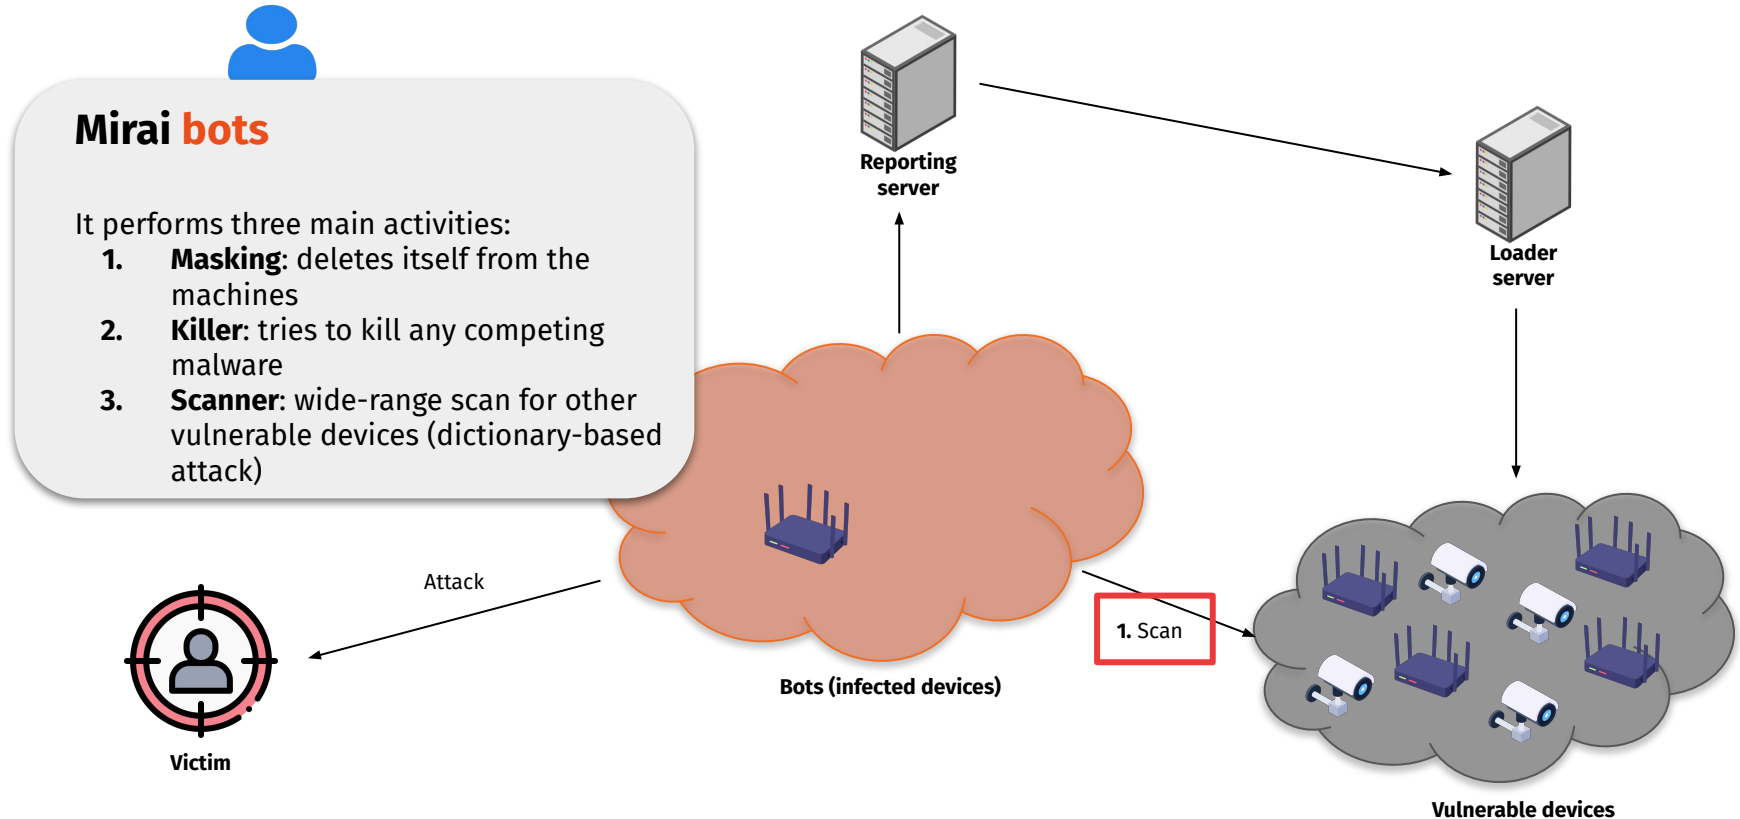 Mirai bots
It performs three main activities:
1. Masking: deletes itself from the
machines
2. Killer: tries to kill any competing
malware
3. Scanner: wide-range scan for other
vulnerable devices (dictionary-based
attack)
Reporting
server
Loader
server
Attack
1. Scan
Bots (infected devices)
Victim
Vulnerable devices